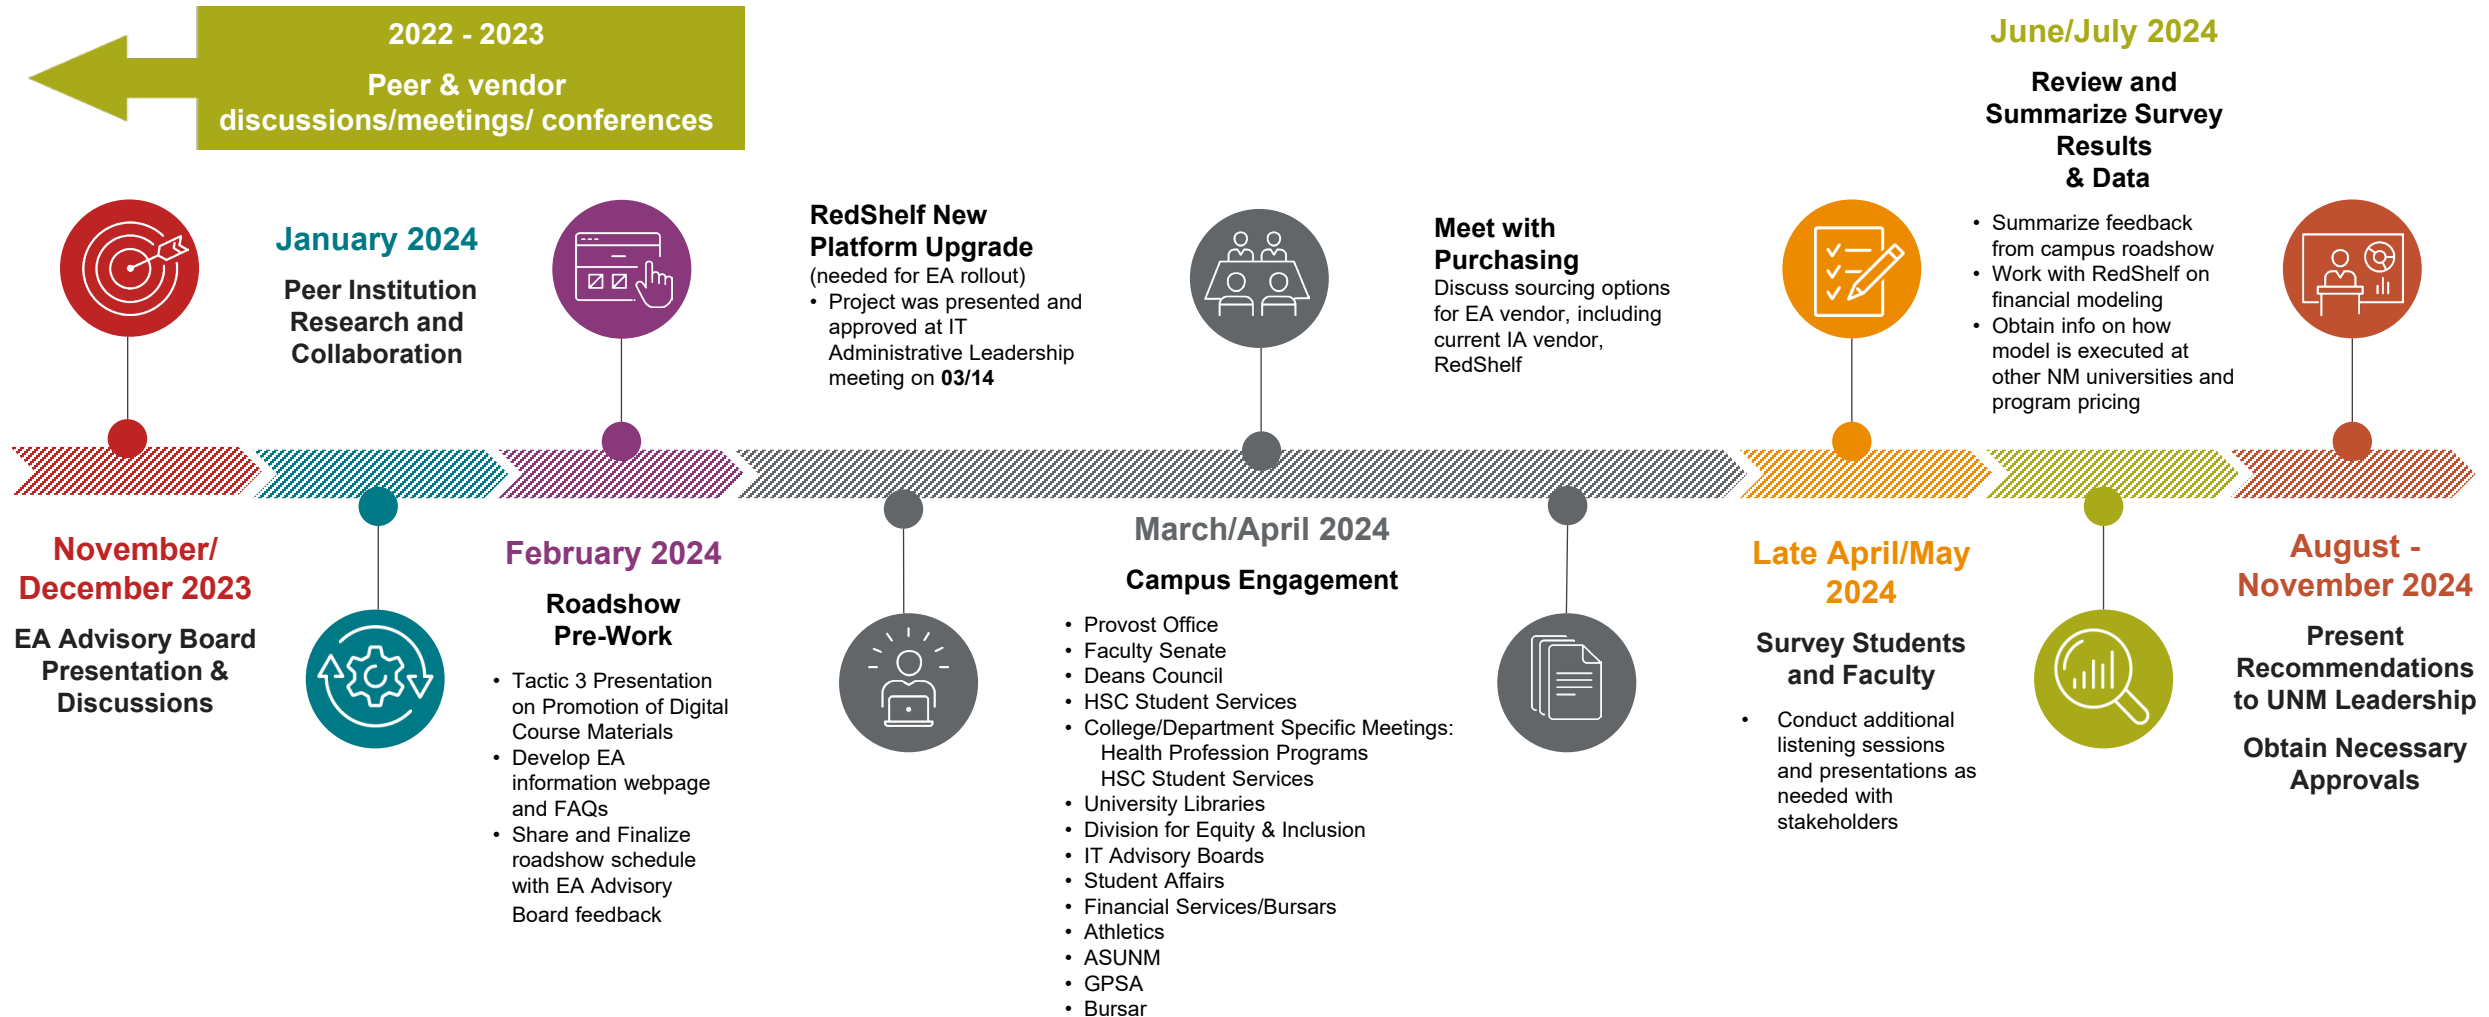 2022 - 2023
Peer & vendor
discussions/meetings/ conferences
November/
December 2023
EA Advisory Board
Presentation &
Discussions
January 2024
Peer Institution
Research and
Collaboration
February 2024
Roadshow
Pre-Work
• Tactic 3 Presentation
on Promotion of Digital
Course Materials
• Develop EA
information webpage
and FAQs
• Share and Finalize
roadshow schedule
with EA Advisory
Board feedback
RedShelf New
Platform Upgrade
(needed for EA rollout)
• Project was presented and
approved at IT
Administrative Leadership
meeting on 03/14
March/April 2024
Campus Engagement
• Provost Office
• Faculty Senate
• Deans Council
• HSC Student Services
• College/Department Specific Meetings:
Health Profession Programs
HSC Student Services
• University Libraries
• Division for Equity & Inclusion
• IT Advisory Boards
• Student Affairs
• Financial Services/Bursars
• Athletics
• ASUNM
• GPSA
• Bursar
Meet with
Purchasing
Discuss sourcing options
for EA vendor, including
current IA vendor,
RedShelf
Late April/May
2024
Survey Students
and Faculty
• Conduct additional
listening sessions
and presentations as
needed with
stakeholders
June/July 2024
Review and
Summarize Survey
Results
& Data
• Summarize feedback
from campus roadshow
• Work with RedShelf on
financial modeling
• Obtain info on how
model is executed at
other NM universities and
program pricing
August -
November 2024
Present
Recommendations
to UNM Leadership
Obtain Necessary
Approvals